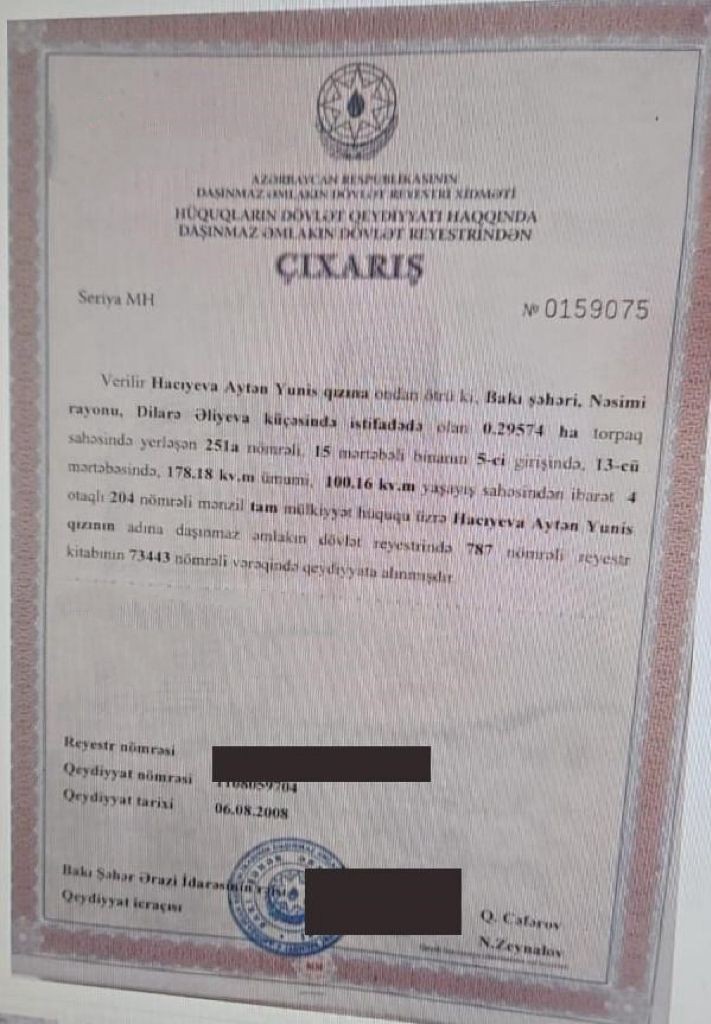 AZƏRBAYCAN RESPUBLİKASININ
DAŞINMAZ ƏMLAKIN DÖVLƏT REYESTRİ XİDMƏTİ
HÜQUQLARIN DÖVLƏT QEYDİYYATI HAQQINDA
DAŞINMAZ ƏMLAKIN DÖVLƏT REYESTRİNDƏN
ÇIXARIŞ
Seriya MH
№ 0159075
Verilir Hacıyeva Aytən Yunis qızına ondan ötrü ki, Bakı şəhəri, Nəsimi
rayonu, Dilarə Əliyeva küçəsində istifadədə olan 0.29574 ha torpaq
sahəsində yerləşən 251a nömrəli, 15 mərtəbəli binanın 5-ci girişində, 13-cü
mərtəbəsində, 178.18 kv.m ümumi, 100.16 kv.m yaşayış sahəsindən ibarət 4
otaqlı 204 nömrəli mənzil tam mülkiyyət hüququ üzrə Hacıyeva Aytən Yunis
qızının adına daşınmaz əmlakın dövlət reyestrində 787 nömrəli reyestr
kitabının 73443 nömrəli vərəqində qeydiyyata alınmışdır.
Reyestr nömrəsi
Qeydiyyat nömrəsi
Qeydiyyat tarixi 06.08.2008
Bakı Şəhər Ərazi İdarəsinin rəisi
Q. Cəfərov
Qeydiyyat icraçısı
N.Zeynalov